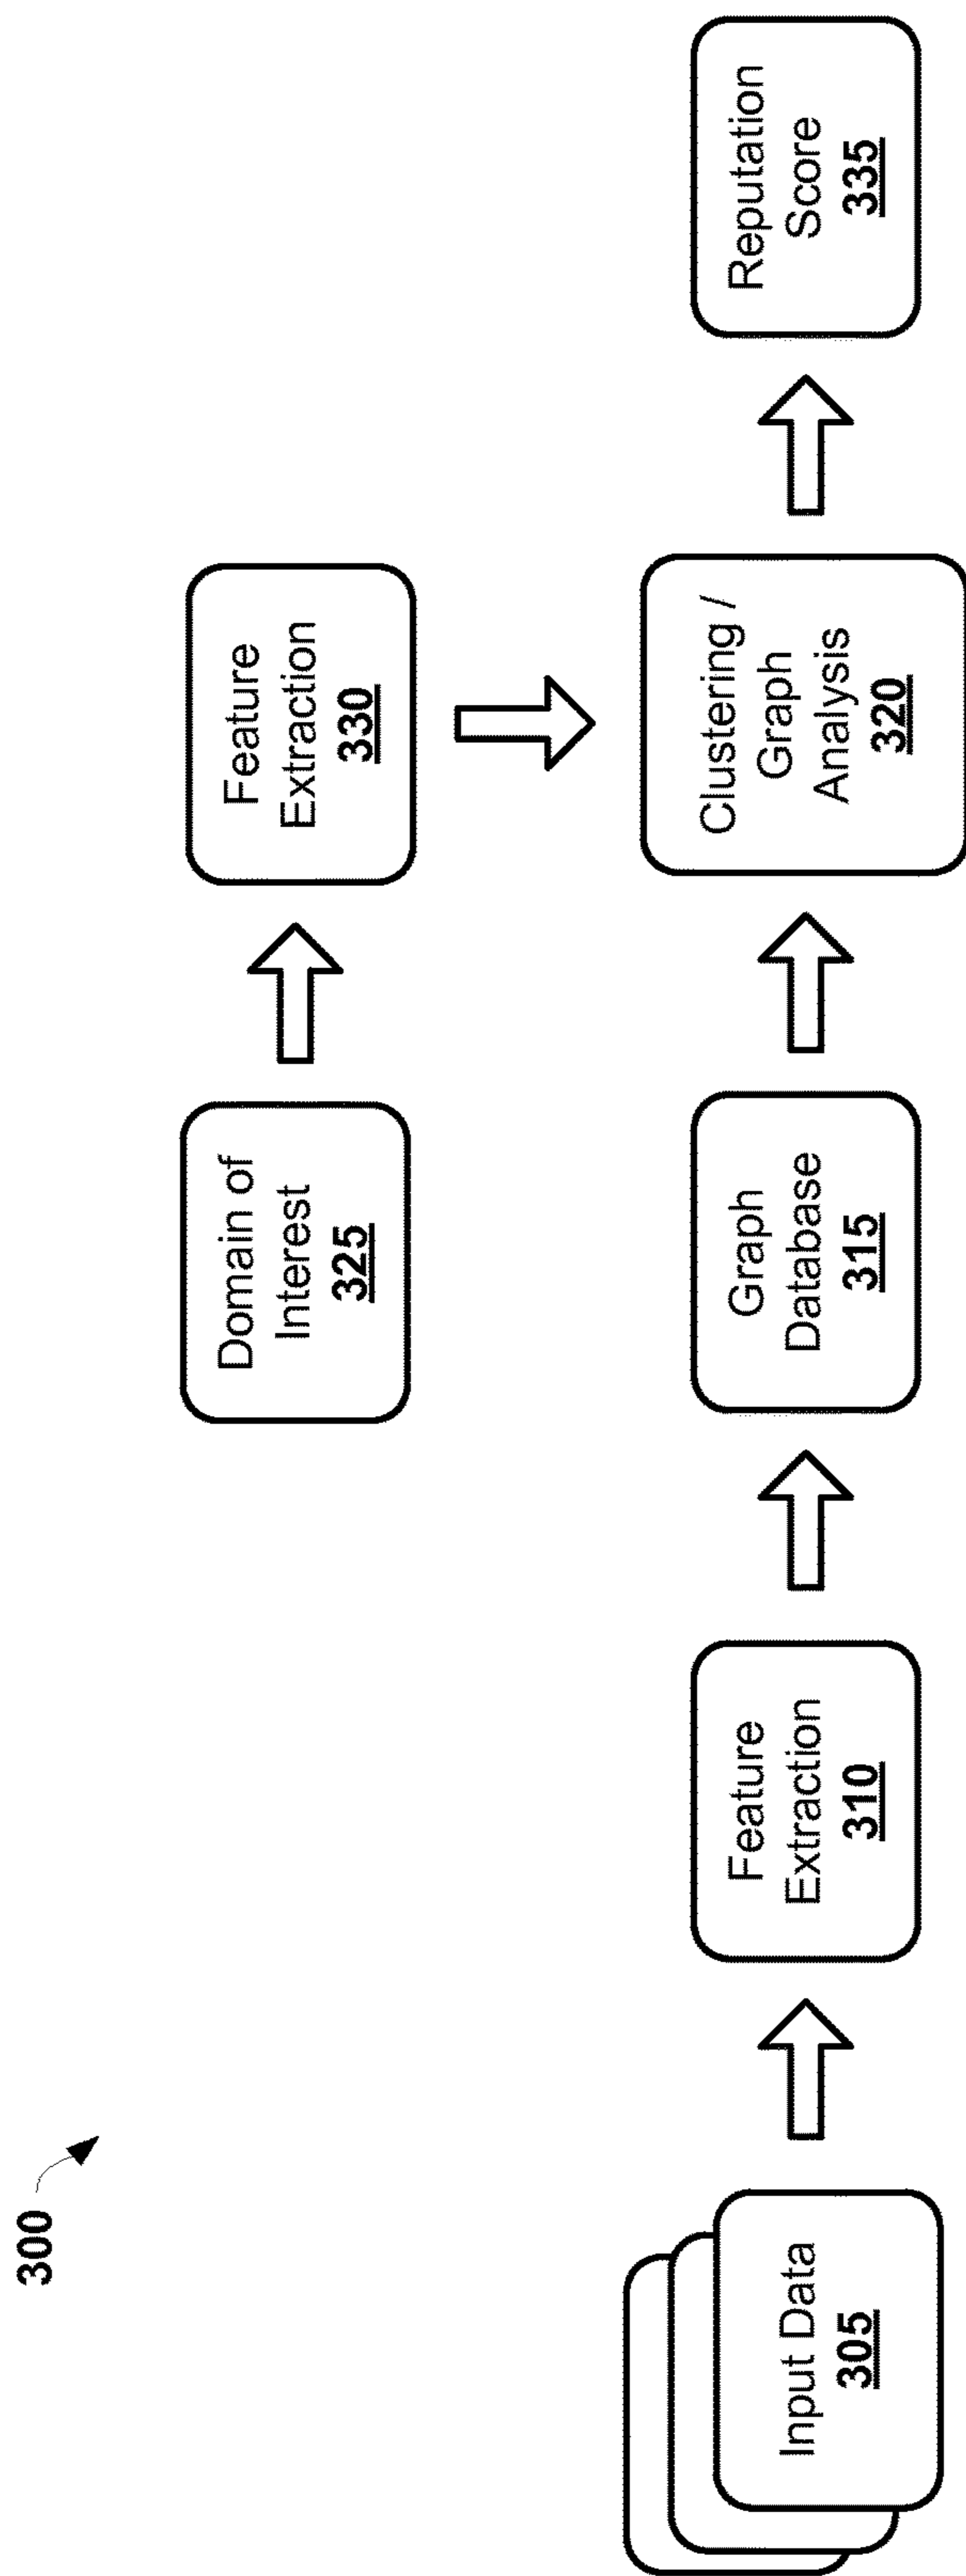 300
Domain of
Interest
325
Feature
Extraction
330
Input Data
305
Feature
Extraction
310
Graph
Database
315
Clustering /
Graph
Analysis
320
Reputation
Score
335